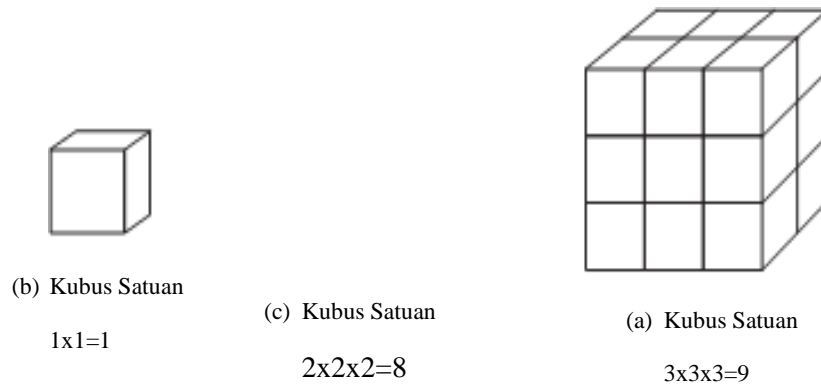 (b) Kubus Satuan
1x1=1
(c) Kubus Satuan
2x2x2=8
(a) Kubus Satuan
3x3x3=9